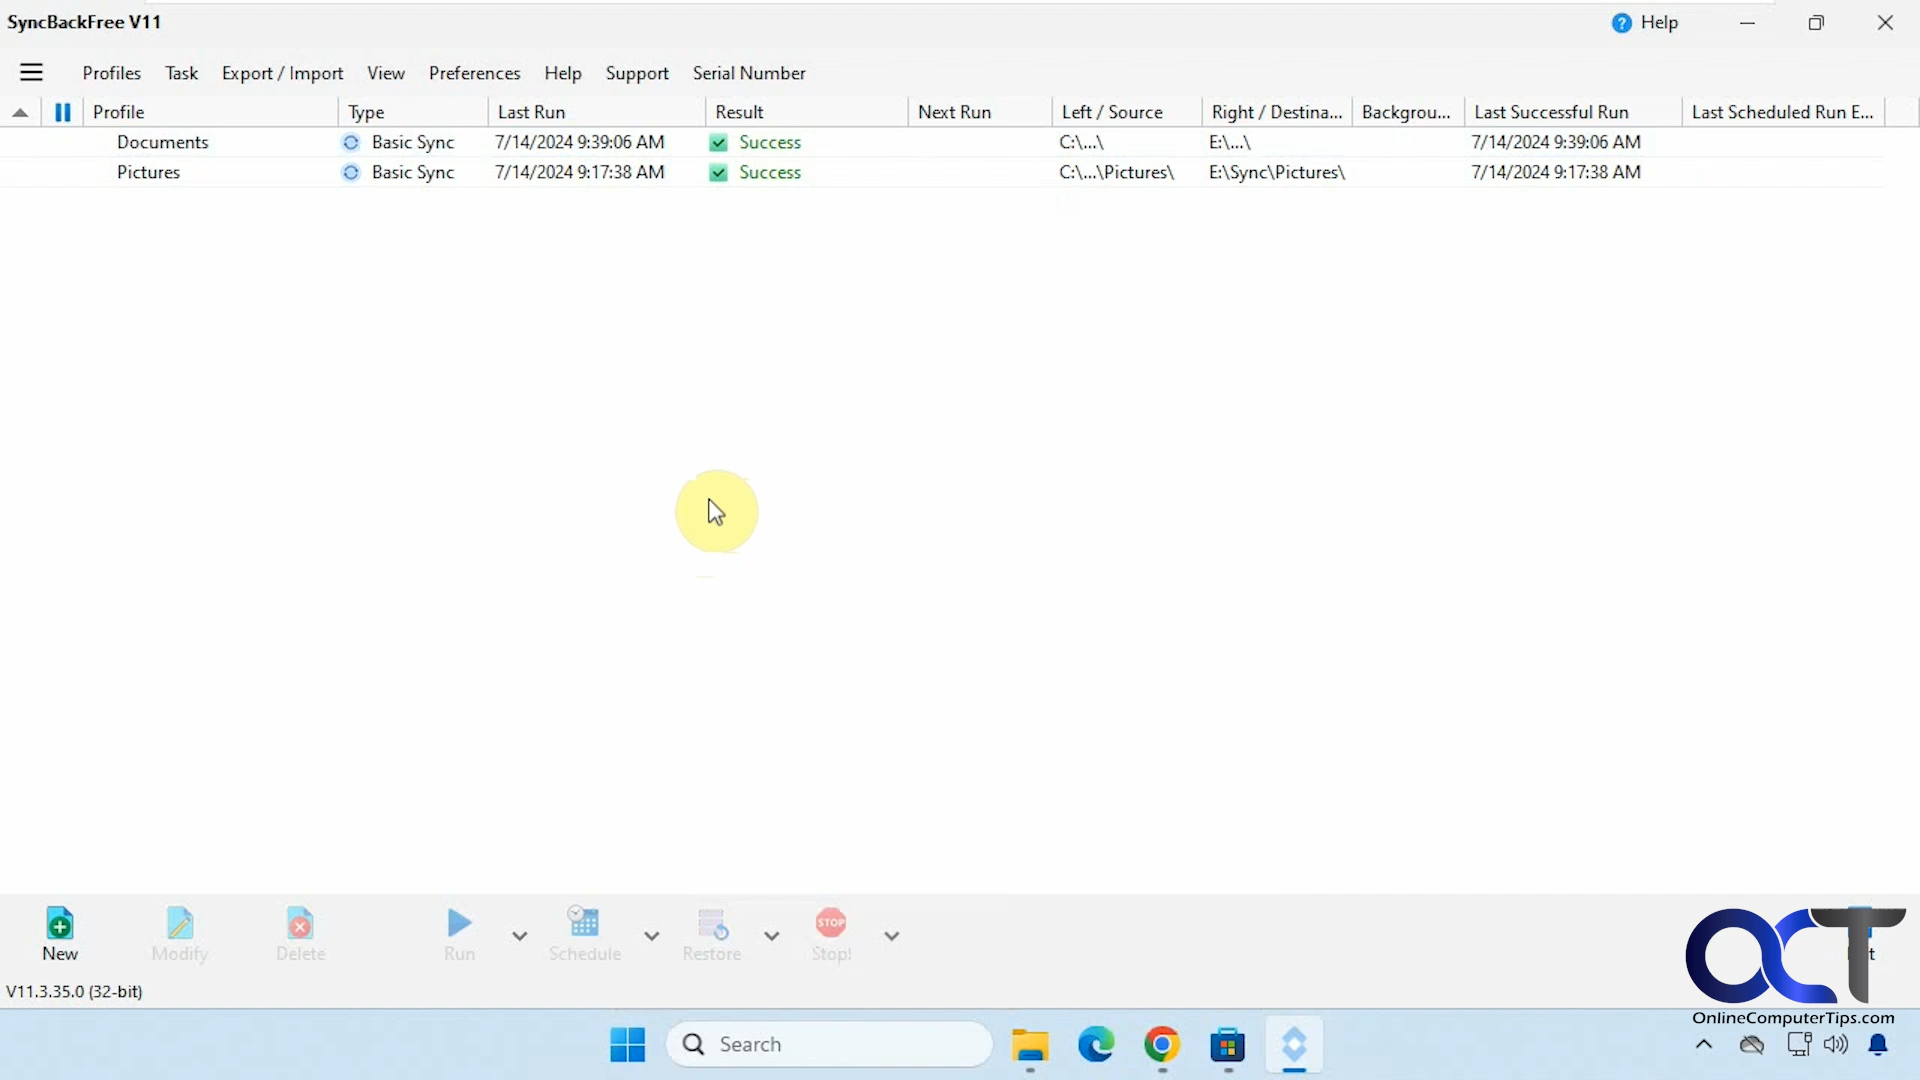 SyncBackFree V11
Help
Profiles Task Export / Import View Preferences Help Support Serial Number
Profile Type Last Run Result Next Run Left / Source Right / Destina... Backgrou... Last Successful Run Last Scheduled Run E...
Documents Basic Sync 7/14/2024 9:39:06 AM Success C:\...\ E:\...\ 7/14/2024 9:39:06 AM
Pictures Basic Sync 7/14/2024 9:17:38 AM Success C:\...\Pictures\ E:\Sync\Pictures\ 7/14/2024 9:17:38 AM
New Modify Delete Run Schedule Restore STOP Stop!
V11.3.35.0 (32-bit)
OCT
OnlineComputerTips.com
Search